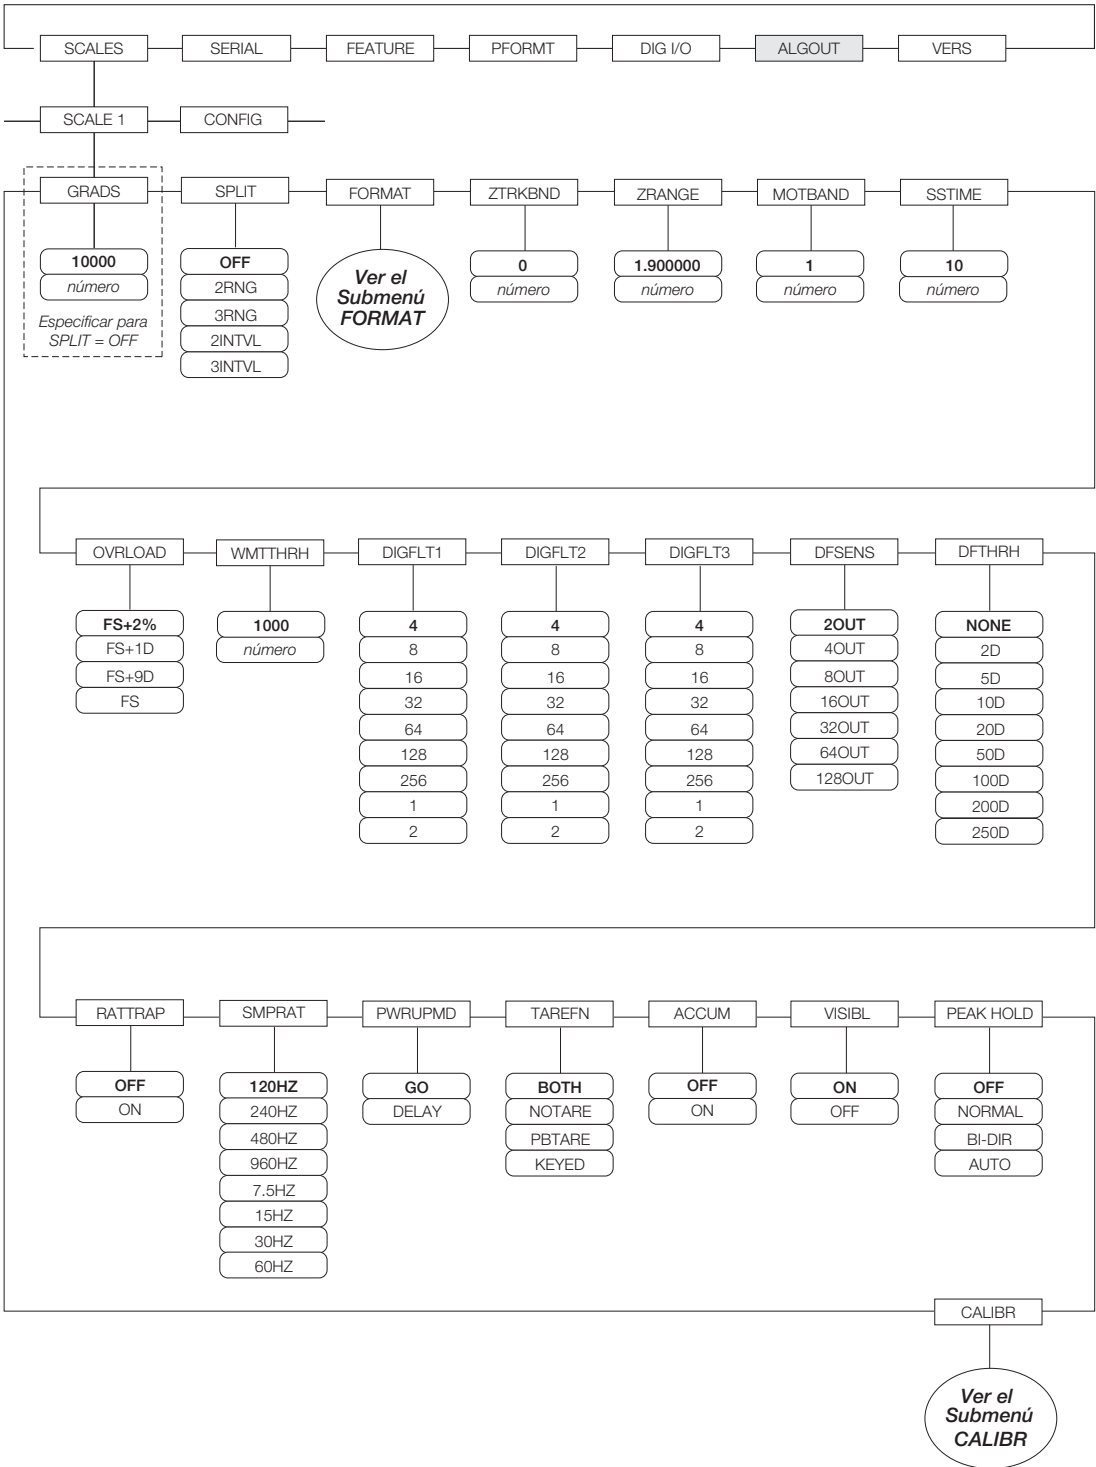 SCALES SERIAL FEATURE PFORMT DIG I/O ALGOUT VERS
SCALE 1 CONFIG
GRADS SPLIT FORMAT ZTRKBND ZRANGE MOTBAND SSTIME
10000
número
Especificar para
SPLIT = OFF
OFF
2RNG
3RNG
2INTVL
3INTVL
Ver el
Submenú
FORMAT
0
número
1.900000
número
1
número
10
número
OVRLOAD WMTTHRH DIGFLT1 DIGFLT2 DIGFLT3 DFSENS DFTHRH
FS+2%
FS+1D
FS+9D
FS
1000
número
4
8
16
32
64
128
256
1
2
4
8
16
32
64
128
256
1
2
4
8
16
32
64
128
256
1
2
2OUT
4OUT
8OUT
16OUT
32OUT
64OUT
128OUT
NONE
2D
5D
10D
20D
50D
100D
200D
250D
RATTRAP SMPRAT PWRUPMD TAREFN ACCUM VISIBL PEAK HOLD
OFF
ON
120HZ
240HZ
480HZ
960HZ
7.5HZ
15HZ
30HZ
60HZ
GO
DELAY
BOTH
NOTARE
PBTARE
KEYED
OFF
ON
ON
OFF
OFF
NORMAL
BI-DIR
AUTO
CALIBR
Ver el
Submenú
CALIBR